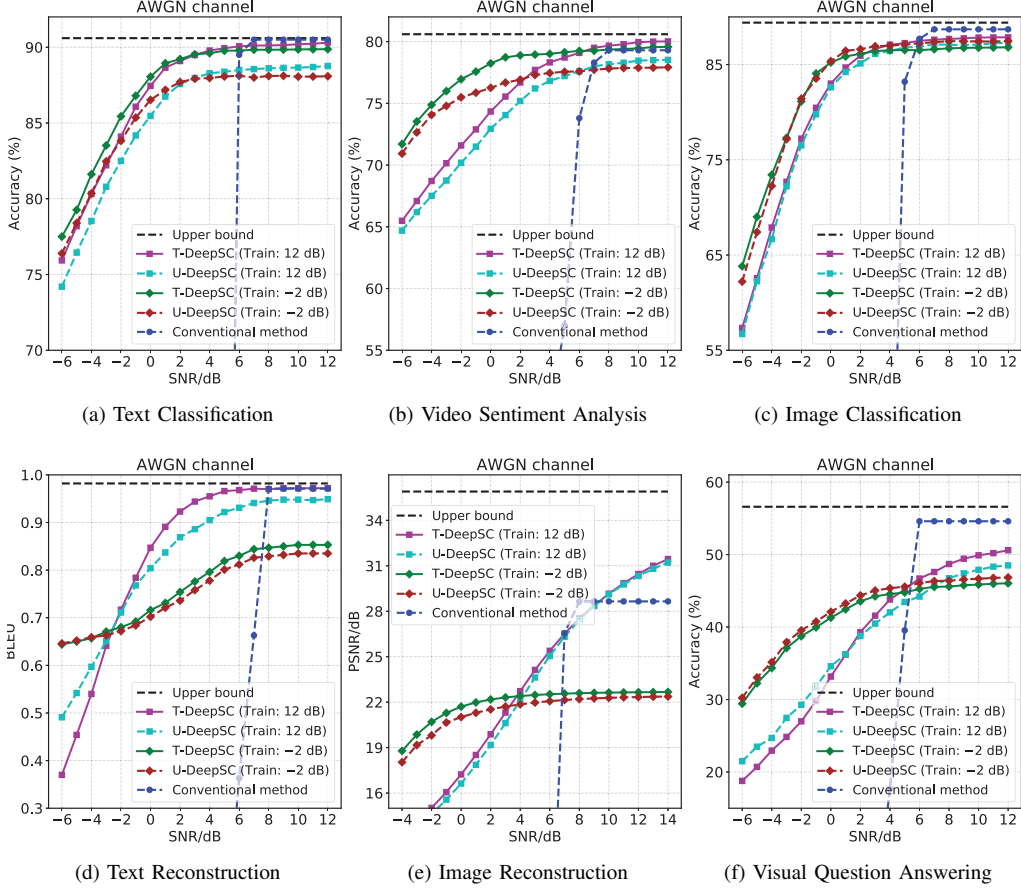 AWGN channel
Accuracy (%)
90
85
80
75
70
Upper bound
T-DeepSC (Train: 12 dB)
U-DeepSC (Train: 12 dB)
T-DeepSC (Train: −2 dB)
U-DeepSC (Train: −2 dB)
Conventional method
−6 −4 −2 0 2 4 6 8 10 12
SNR/dB
(a) Text Classification
AWGN channel
Accuracy (%)
80
75
70
65
60
55
Upper bound
T-DeepSC (Train: 12 dB)
U-DeepSC (Train: 12 dB)
T-DeepSC (Train: −2 dB)
U-DeepSC (Train: −2 dB)
Conventional method
−6 −4 −2 0 2 4 6 8 10 12
SNR/dB
(b) Video Sentiment Analysis
AWGN channel
Accuracy (%)
85
75
65
55
Upper bound
T-DeepSC (Train: 12 dB)
U-DeepSC (Train: 12 dB)
T-DeepSC (Train: −2 dB)
U-DeepSC (Train: −2 dB)
Conventional method
−6 −4 −2 0 2 4 6 8 10 12
SNR/dB
(c) Image Classification
AWGN channel
BLEU
1.0
0.9
0.8
0.7
0.6
0.5
0.4
0.3
Upper bound
T-DeepSC (Train: 12 dB)
U-DeepSC (Train: 12 dB)
T-DeepSC (Train: −2 dB)
U-DeepSC (Train: −2 dB)
Conventional method
−6 −4 −2 0 2 4 6 8 10 12
SNR/dB
(d) Text Reconstruction
AWGN channel
PSNR/dB
34
31
28
25
22
19
16
Upper bound
T-DeepSC (Train: 12 dB)
U-DeepSC (Train: 12 dB)
T-DeepSC (Train: −2 dB)
U-DeepSC (Train: −2 dB)
Conventional method
−4 −2 0 2 4 6 8 10 12 14
SNR/dB
(e) Image Reconstruction
AWGN channel
Accuracy (%)
60
50
40
30
20
Upper bound
T-DeepSC (Train: 12 dB)
U-DeepSC (Train: 12 dB)
T-DeepSC (Train: −2 dB)
U-DeepSC (Train: −2 dB)
Conventional method
−6 −4 −2 0 2 4 6 8 10 12
SNR/dB
(f) Visual Question Answering